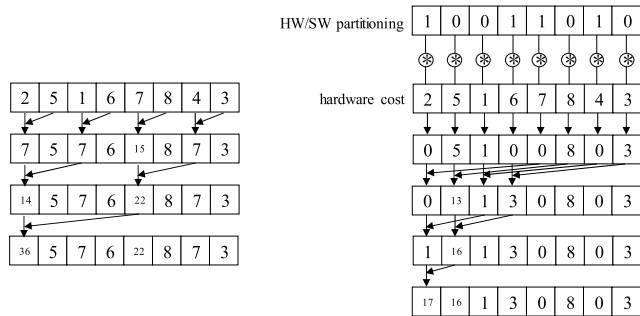 HW/SW partitioning 1 0 0 1 1 0 1 0
* * * * * * * *
2 5 1 6 7 8 4 3
hardware cost 2 5 1 6 7 8 4 3
7 5 7 6 15 8 7 3
0 5 1 0 0 8 0 3
14 5 7 6 22 8 7 3
0 13 1 3 0 8 0 3
36 5 7 6 22 8 7 3
1 16 1 3 0 8 0 3
17 16 1 3 0 8 0 3